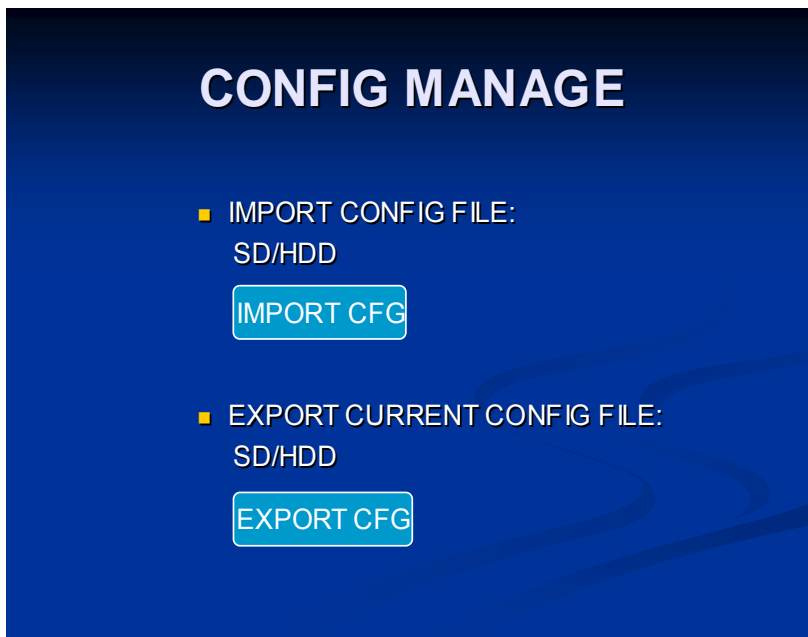 CONFIG MANAGE
IMPORT CONFIG FILE:
SD/HDD
IMPORT CFG
EXPORT CURRENT CONFIG FILE:
SD/HDD
EXPORT CFG